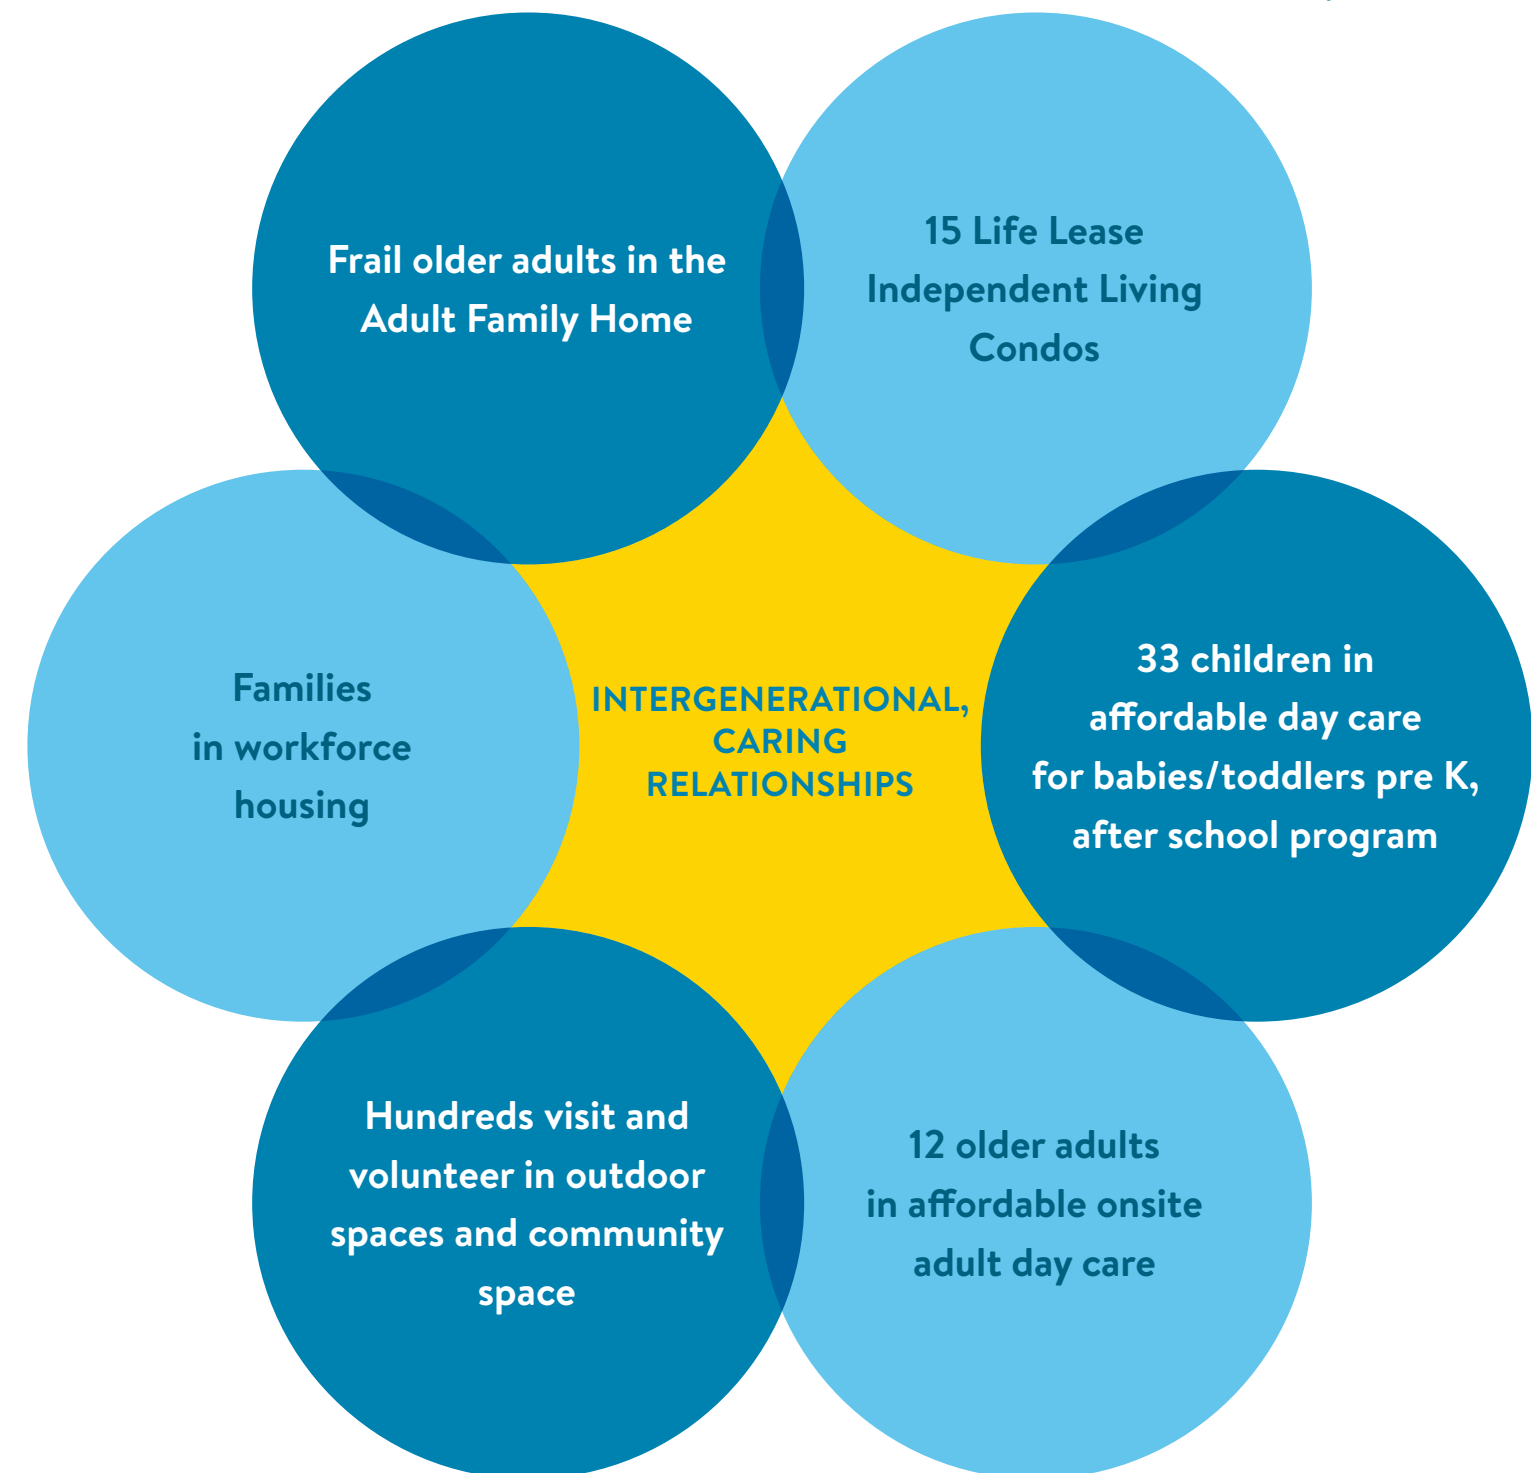 Frail older adults in the
Adult Family Home
15 Life Lease
Independent Living
Condos
Families
in workforce
housing
INTERGENERATIONAL,
CARING
RELATIONSHIPS
33 children in
affordable day care
for babies/toddlers pre K,
after school program
Hundreds visit and
volunteer in outdoor
spaces and community
space
12 older adults
in affordable onsite
adult day care